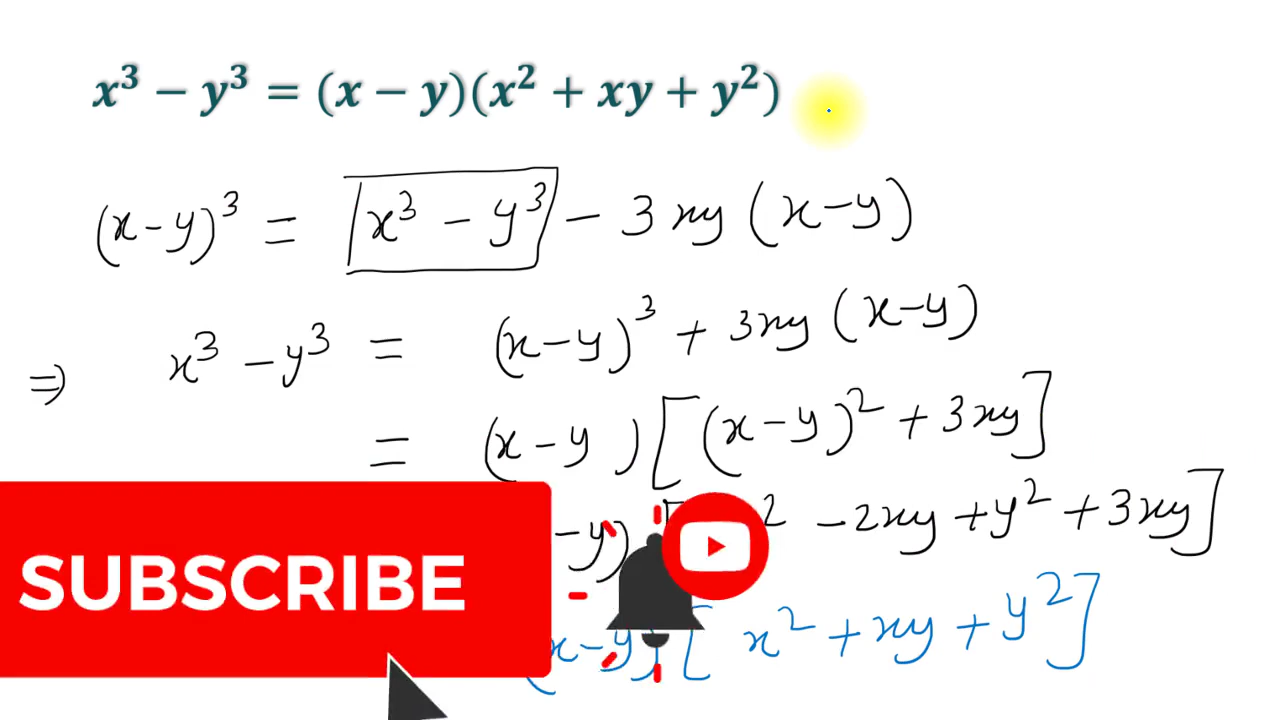 x³ − y³ = (x − y)(x² + xy + y²)
(x-y)³ = x³ - y³ - 3xy(x-y)
⇒ x³ - y³ = (x-y)³ + 3xy(x-y)
= (x-y)[(x-y)² + 3xy]
-y) ² - 2xy + y² + 3xy]
SUBSCRIBE
x-y)[x² + xy + y²]